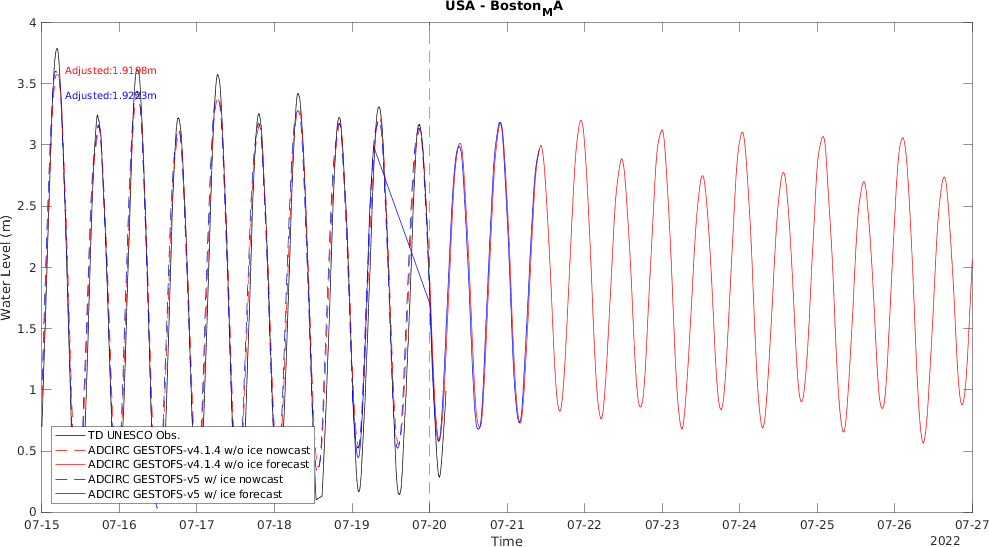 USA - Boston_MA
4
3.5
3
2.5
2
1.5
1
0.5
0
Water Level (m)
Adjusted:1.9198m
Adjusted:1.9293m
TD UNESCO Obs.
ADCIRC GESTOFS-v4.1.4 w/o ice nowcast
ADCIRC GESTOFS-v4.1.4 w/o ice forecast
ADCIRC GESTOFS-v5 w/ ice nowcast
ADCIRC GESTOFS-v5 w/ ice forecast
07-15 07-16 07-17 07-18 07-19 07-20 07-21 07-22 07-23 07-24 07-25 07-26 07-27
Time
2022